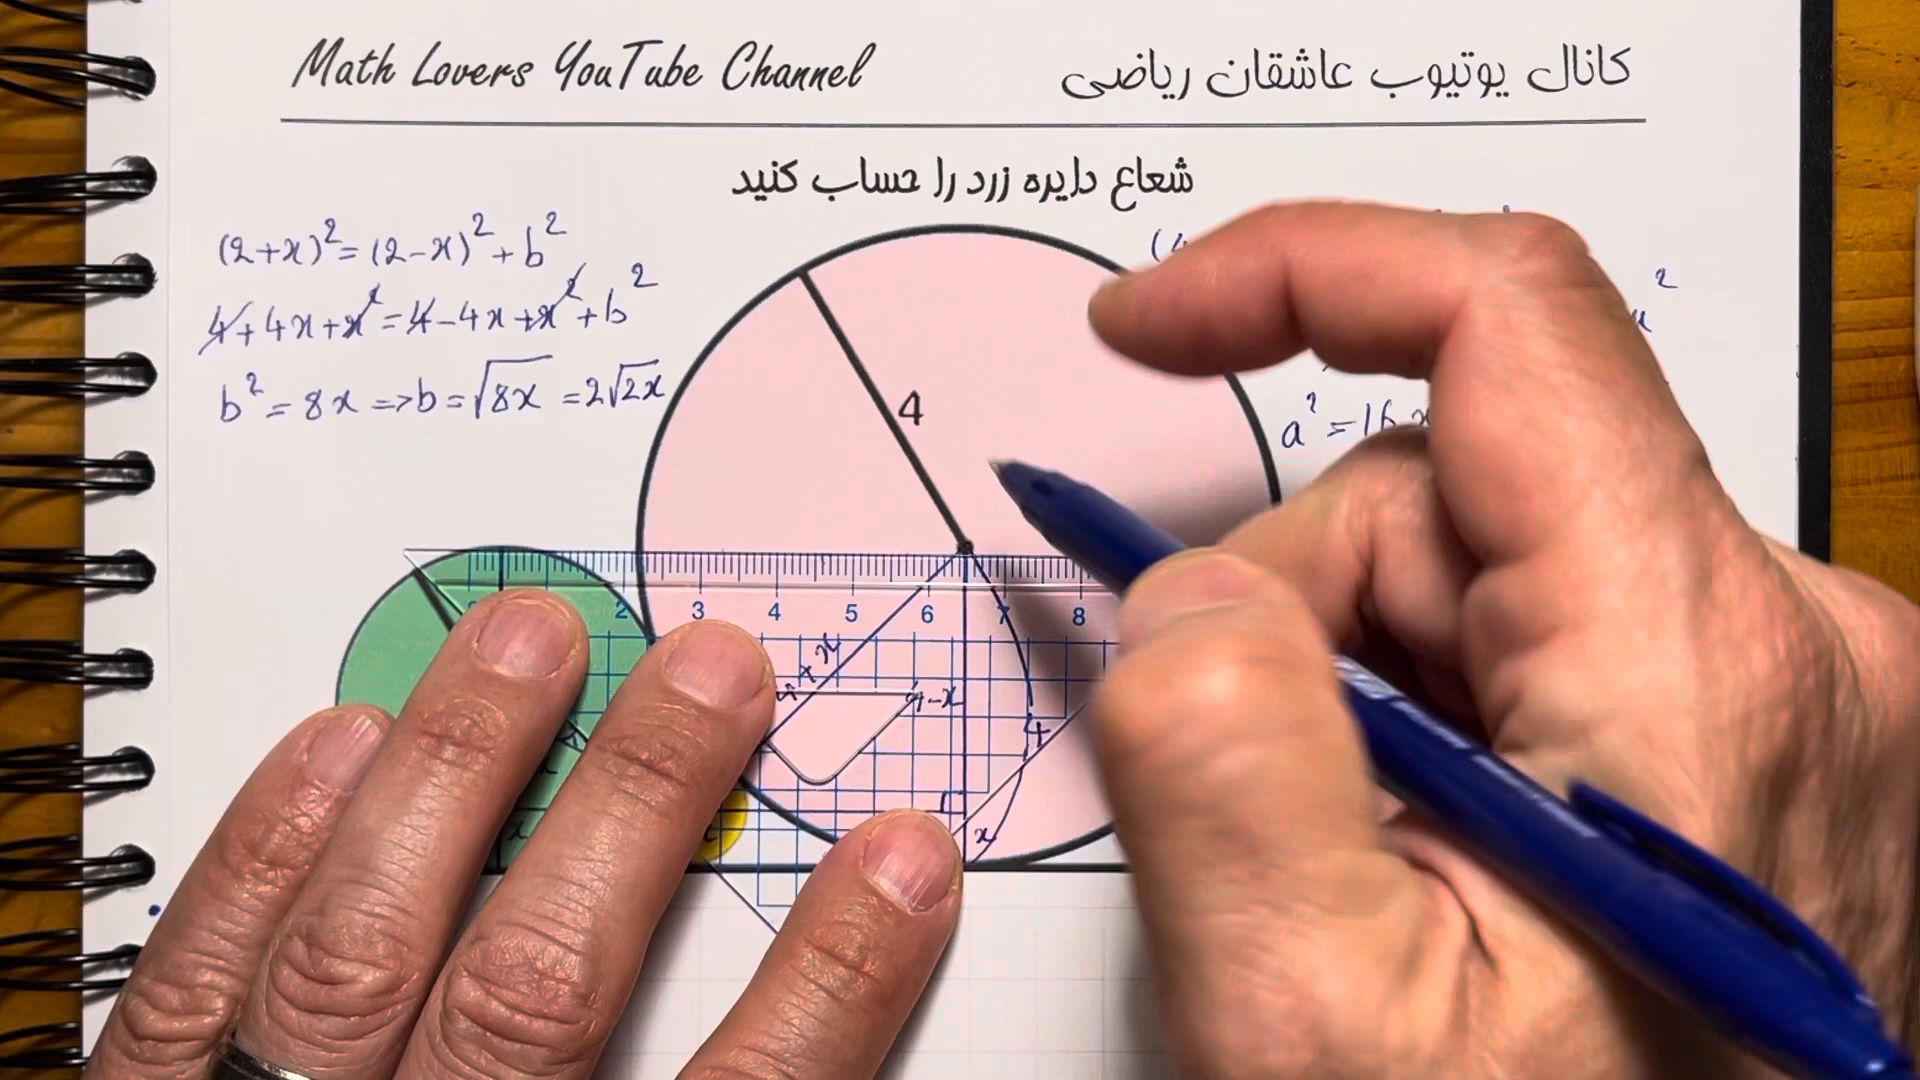 Math Lovers YouTube Channel
کانال یوتیوب عاشقان ریاضی
شعاع دایره زرد را حساب کنید
(2+x)²=(2-x)²+b²
4+4x+x²=4-4x+x²+b²
b²=8x=>b=√8x=2√2x
a²=16x
4
2 3 4 5 6 7 8
4+x
4-x
4
x
x